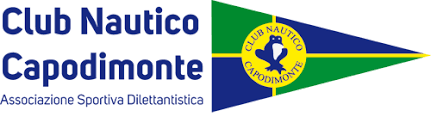 Club Nautico
Capodimonte
Associazione Sportiva Dilettantistica
CLUB NAUTICO
CAPODIMONTE